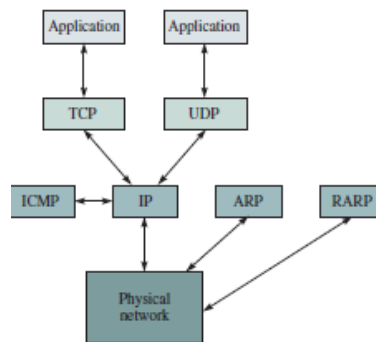 Application
Application
TCP
UDP
ICMP
IP
ARP
RARP
Physical
network